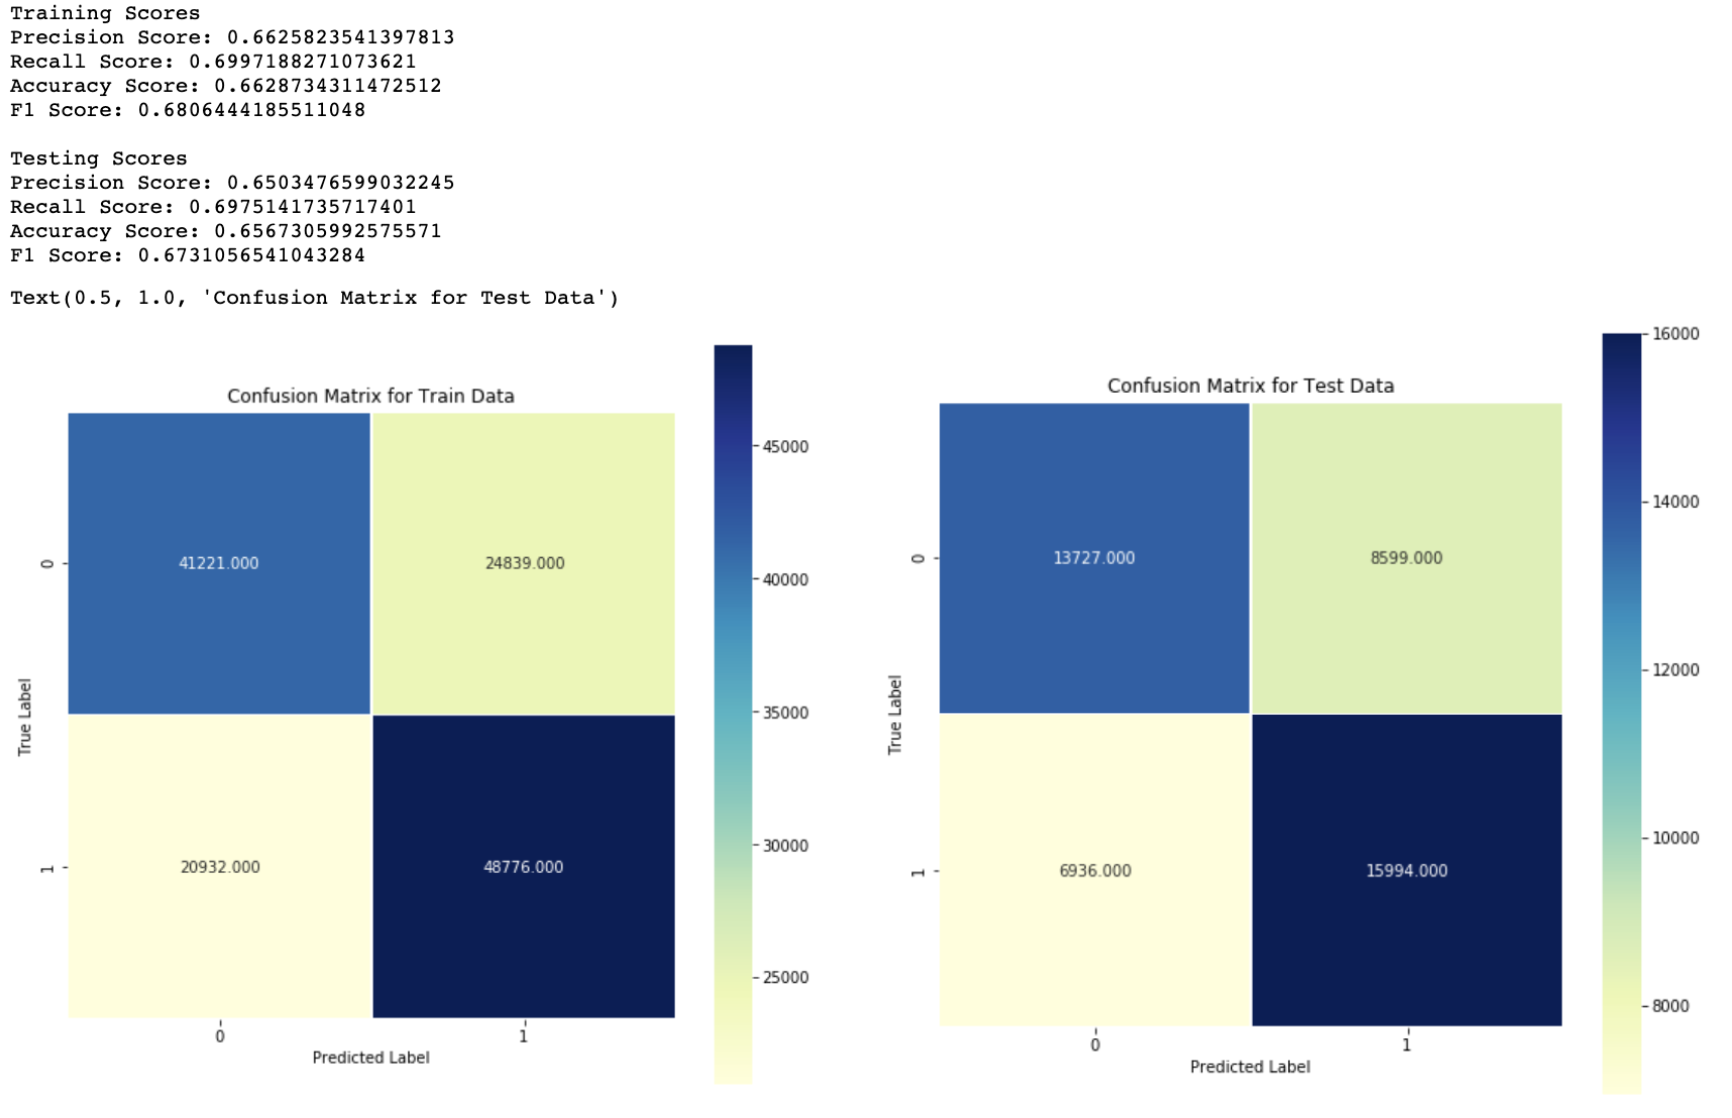 Training Scores
Precision Score: 0.6625823541397813
Recall Score: 0.6997188271073621
Accuracy Score: 0.6628734311472512
F1 Score: 0.6806444185511048
Testing Scores
Precision Score: 0.6503476599032245
Recall Score: 0.6975141735717401
Accuracy Score: 0.6567305992575571
F1 Score: 0.6731056541043284
Text(0.5, 1.0, 'Confusion Matrix for Test Data')
Confusion Matrix for Train Data
True Label
0
1
41221.000
24839.000
20932.000
48776.000
0
1
Predicted Label
45000
40000
35000
30000
25000
Confusion Matrix for Test Data
True Label
0
1
13727.000
8599.000
6936.000
15994.000
0
1
Predicted Label
16000
14000
12000
10000
8000